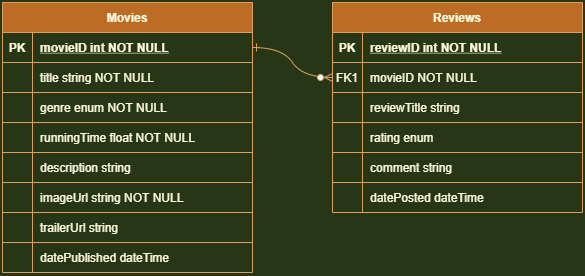 Movies
PK movieID int NOT NULL
title string NOT NULL
genre enum NOT NULL
runningTime float NOT NULL
description string
imageUrl string NOT NULL
trailerUrl string
datePublished dateTime
Reviews
PK reviewID int NOT NULL
FK1 movieID NOT NULL
reviewTitle string
rating enum
comment string
datePosted dateTime